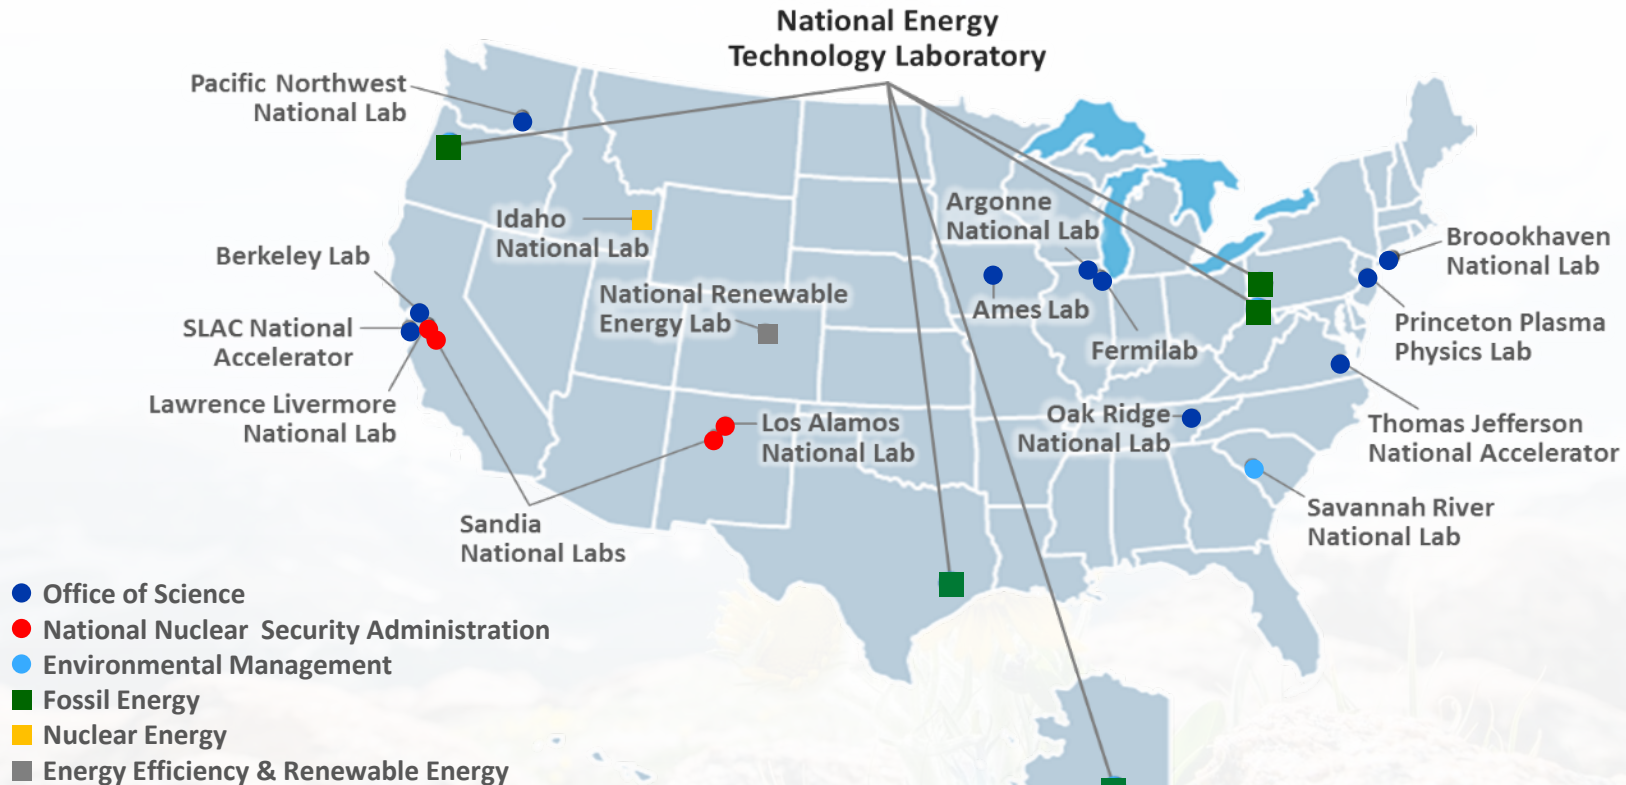 National Energy
Technology Laboratory
Pacific Northwest
National Lab
Idaho
National Lab
Argonne
National Lab
Broookhaven
National Lab
Berkeley Lab
National Renewable
Energy Lab
Ames Lab
SLAC National
Accelerator
Fermilab
Princeton Plasma
Physics Lab
Lawrence Livermore
National Lab
Los Alamos
National Lab
Oak Ridge
National Lab
Thomas Jefferson
National Accelerator
Sandia
National Labs
Savannah River
National Lab
Office of Science
National Nuclear Security Administration
Environmental Management
Fossil Energy
Nuclear Energy
Energy Efficiency & Renewable Energy